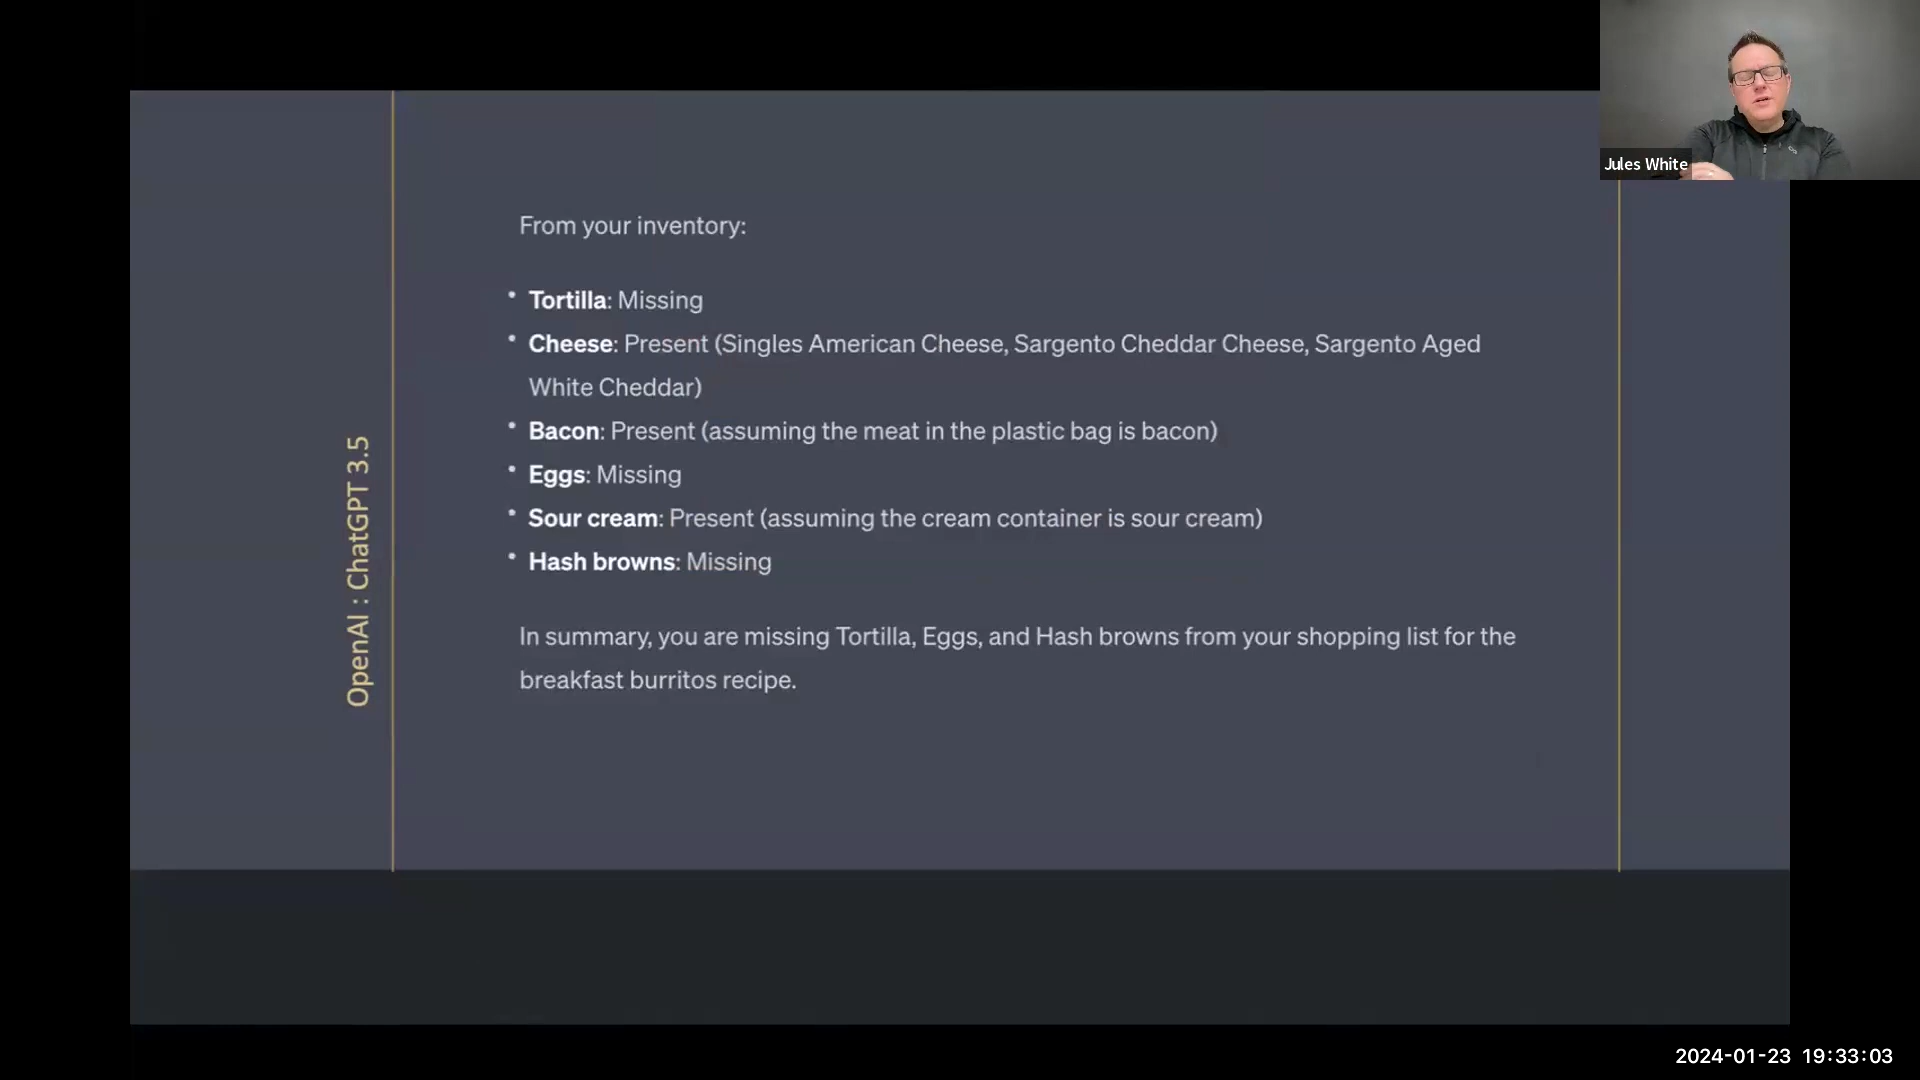 Jules White
OpenAI : ChatGPT 3.5
From your inventory:
• Tortilla: Missing
• Cheese: Present (Singles American Cheese, Sargento Cheddar Cheese, Sargento Aged
White Cheddar)
• Bacon: Present (assuming the meat in the plastic bag is bacon)
• Eggs: Missing
• Sour cream: Present (assuming the cream container is sour cream)
• Hash browns: Missing
In summary, you are missing Tortilla, Eggs, and Hash browns from your shopping list for the
breakfast burritos recipe.
2024-01-23 19:33:03